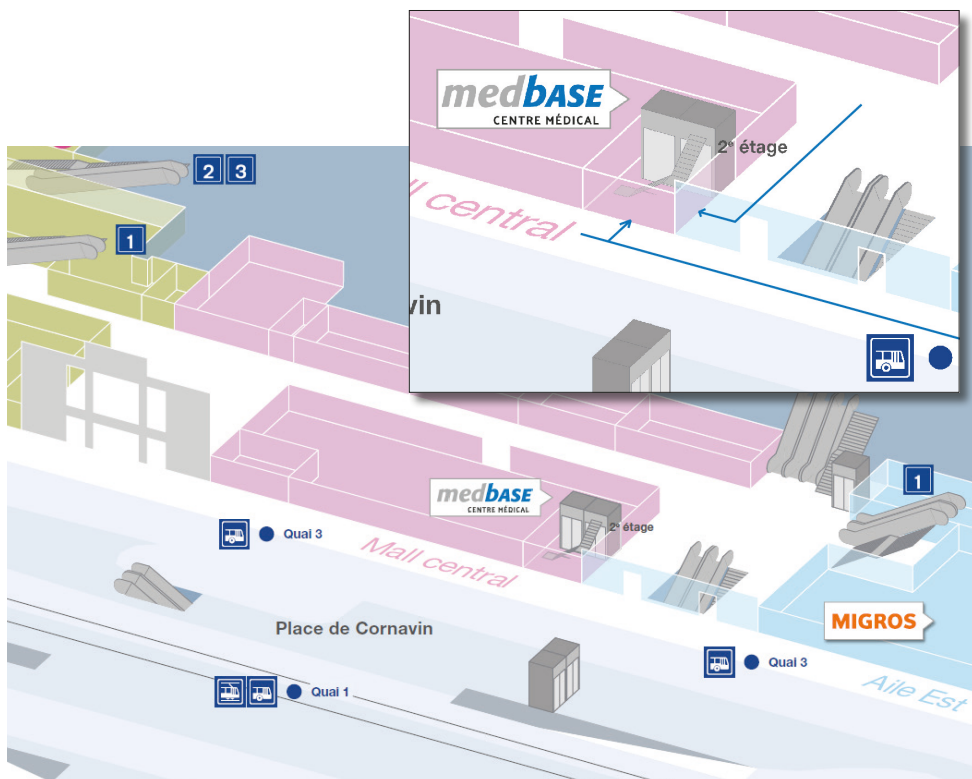 medBASE
CENTRE MÉDICAL
2e étage
ll central
vin
2 3
1
medBASE
CENTRE MÉDICAL
2e étage
1
Quai 3
Mall central
Place de Cornavin
MIGROS
Quai 3
Aile Est
Quai 1